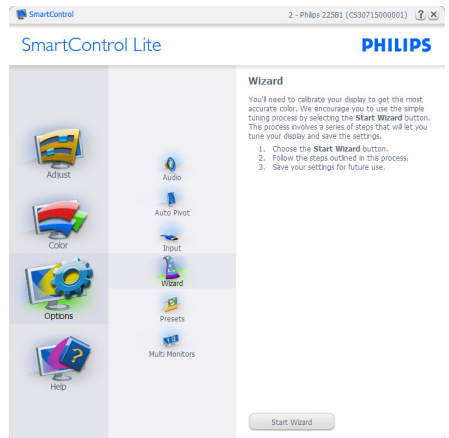 SmartControl
2 - Philips 225B1 (CS30715000001)
?
X
SmartControl Lite
PHILIPS
Adjust
Color
Options
Help
Audio
Auto Pivot
Input
Wizard
Presets
Multi Monitors
Wizard
You'll need to calibrate your display to get the most
accurate color. We encourage you to use the simple
tuning process by selecting the Start Wizard button.
This process involves a series of steps that will let you
tune your display and save the settings.
1. Choose the Start Wizard button.
2. Follow the steps outlined in this process.
3. Save your settings for future use.
Start Wizard